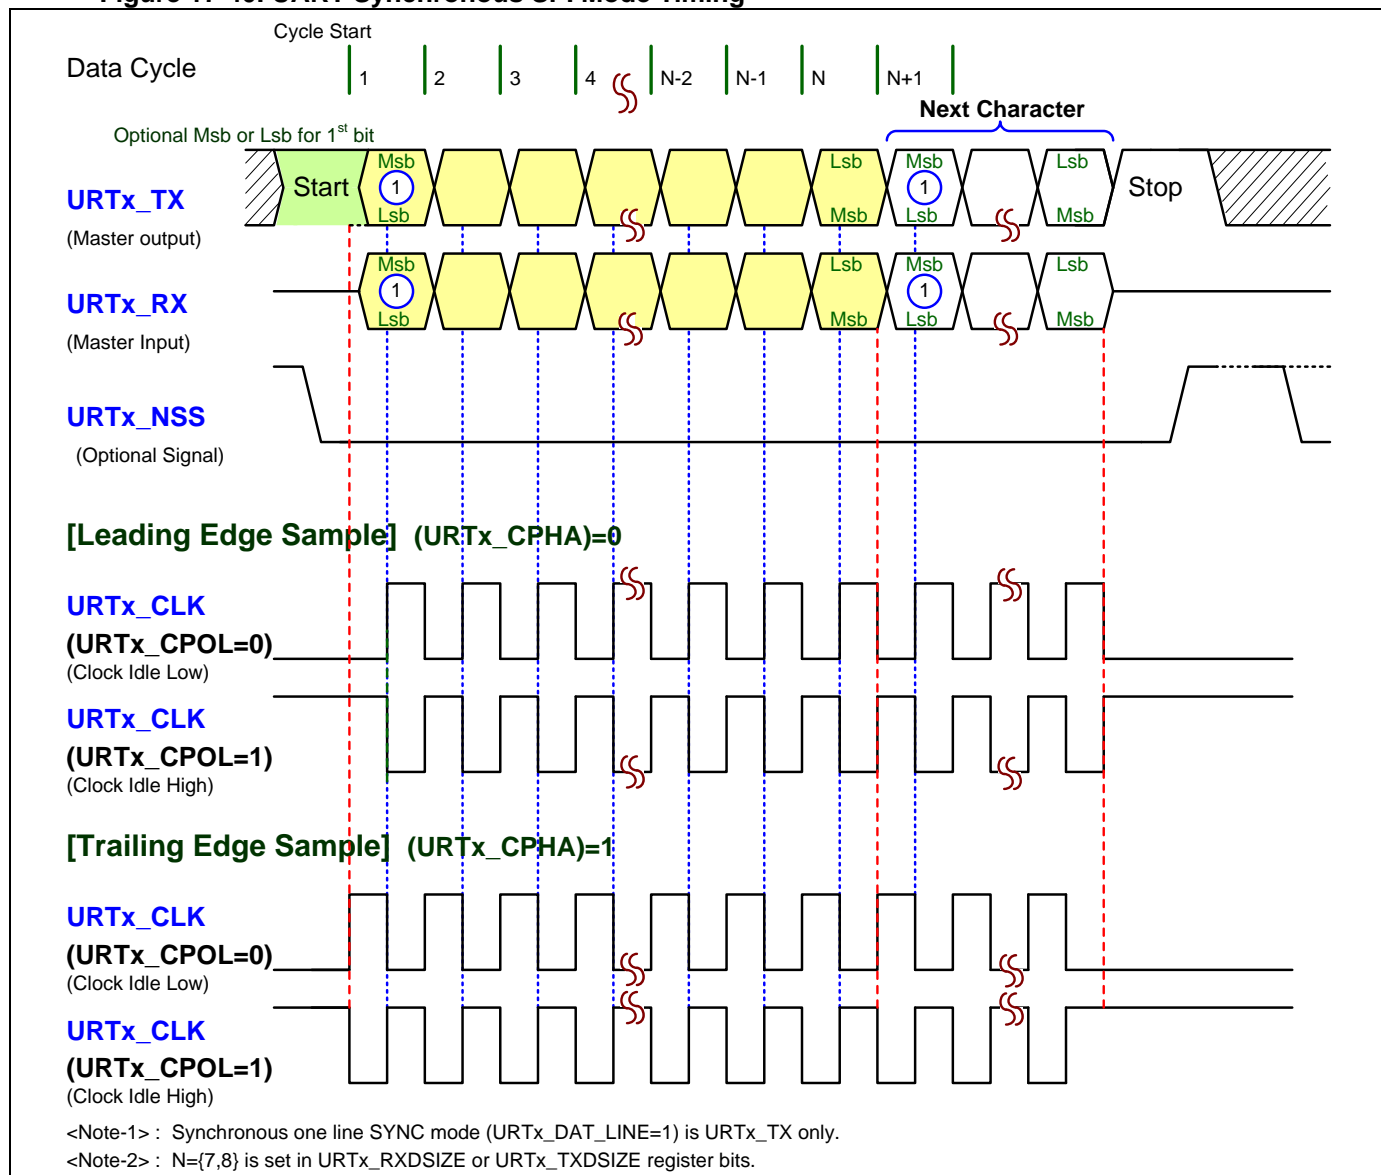 Cycle Start
Data Cycle
1 2 3 4 N-2 N-1 N N+1
Next Character
Optional Msb or Lsb for 1st bit
Start Msb 1 Lsb Lsb Msb Msb 1 Lsb Lsb Msb Stop
URTx_TX
(Master output)
Msb 1 Lsb Lsb Msb Msb 1 Lsb Lsb Msb
URTx_RX
(Master Input)
URTx_NSS
(Optional Signal)
[Leading Edge Sample] (URTx_CPHA)=0
URTx_CLK
(URTx_CPOL=0)
(Clock Idle Low)
URTx_CLK
(URTx_CPOL=1)
(Clock Idle High)
[Trailing Edge Sample] (URTx_CPHA)=1
URTx_CLK
(URTx_CPOL=0)
(Clock Idle Low)
URTx_CLK
(URTx_CPOL=1)
(Clock Idle High)
<Note-1> : Synchronous one line SYNC mode (URTx_DAT_LINE=1) is URTx_TX only.
<Note-2> : N={7,8} is set in URTx_RXDSIZE or URTx_TXDSIZE register bits.